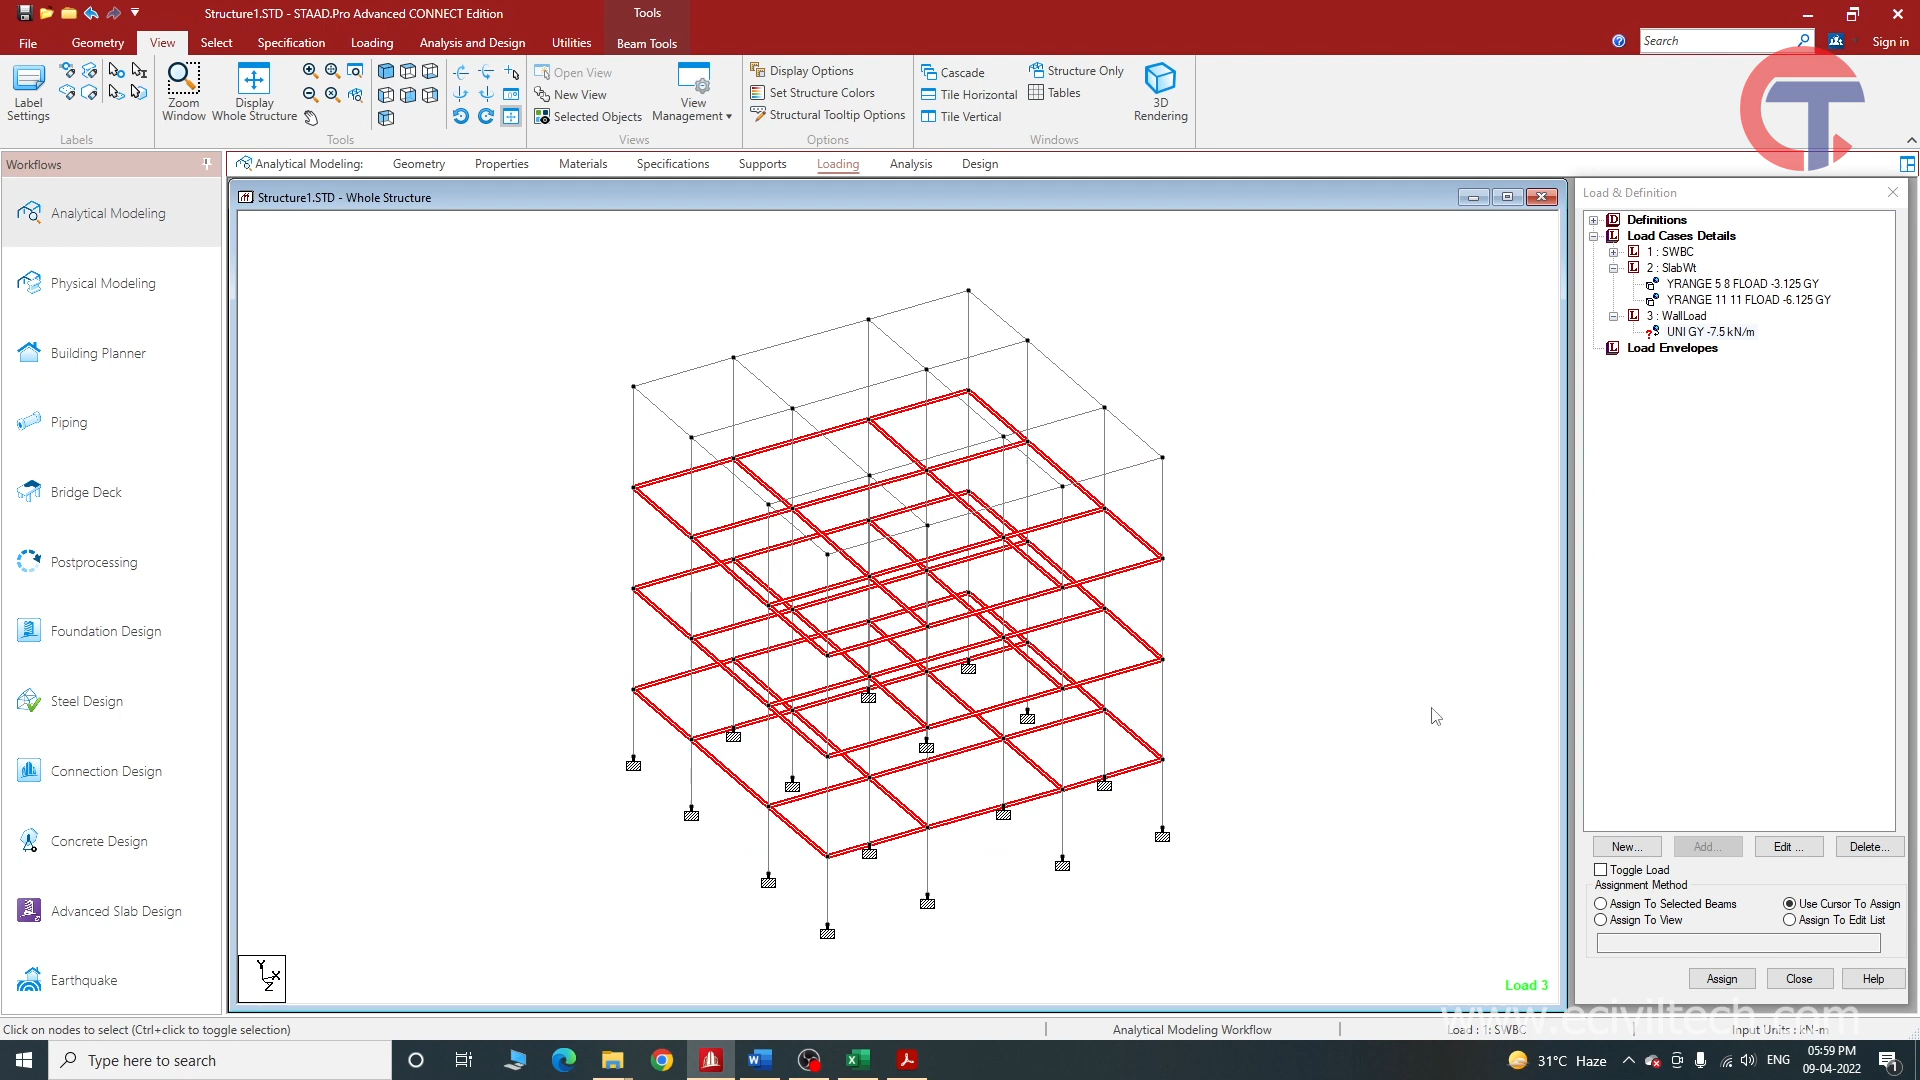 Structure1.STD - STAAD.Pro Advanced CONNECT Edition
Tools
File
Geometry
View
Select
Specification
Loading
Analysis and Design
Utilities
Beam Tools
Search
Sign in
Label Settings
Labels
Zoom Window
Display Whole Structure
Tools
Open View
New View
Selected Objects
View Management
Views
Display Options
Set Structure Colors
Structural Tooltip Options
Options
Cascade
Tile Horizontal
Tile Vertical
Structure Only
Tables
3D Rendering
Windows
CT
Workflows
Analytical Modeling:
Geometry
Properties
Materials
Specifications
Supports
Loading
Analysis
Design
Analytical Modeling
Physical Modeling
Building Planner
Piping
Bridge Deck
Postprocessing
Foundation Design
Steel Design
Connection Design
Concrete Design
Advanced Slab Design
Earthquake
Structure1.STD - Whole Structure
Y
X
Z
Load 3
Load & Definition
Definitions
Load Cases Details
1 : SWBC
2 : SlabWt
YRANGE 5 8 FLOAD -3.125 GY
YRANGE 11 11 FLOAD -6.125 GY
3 : WallLoad
UNI GY -7.5 kN/m
Load Envelopes
New...
Add...
Edit ...
Delete...
Toggle Load
Assignment Method
Assign To Selected Beams
Use Cursor To Assign
Assign To View
Assign To Edit List
Assign
Close
Help
www.eciviltech.com
Click on nodes to select (Ctrl+click to toggle selection)
Analytical Modeling Workflow
Load : 1: SWBC
Input Units : kN-m
Type here to search
31°C Haze
ENG
05:59 PM
09-04-2022
1